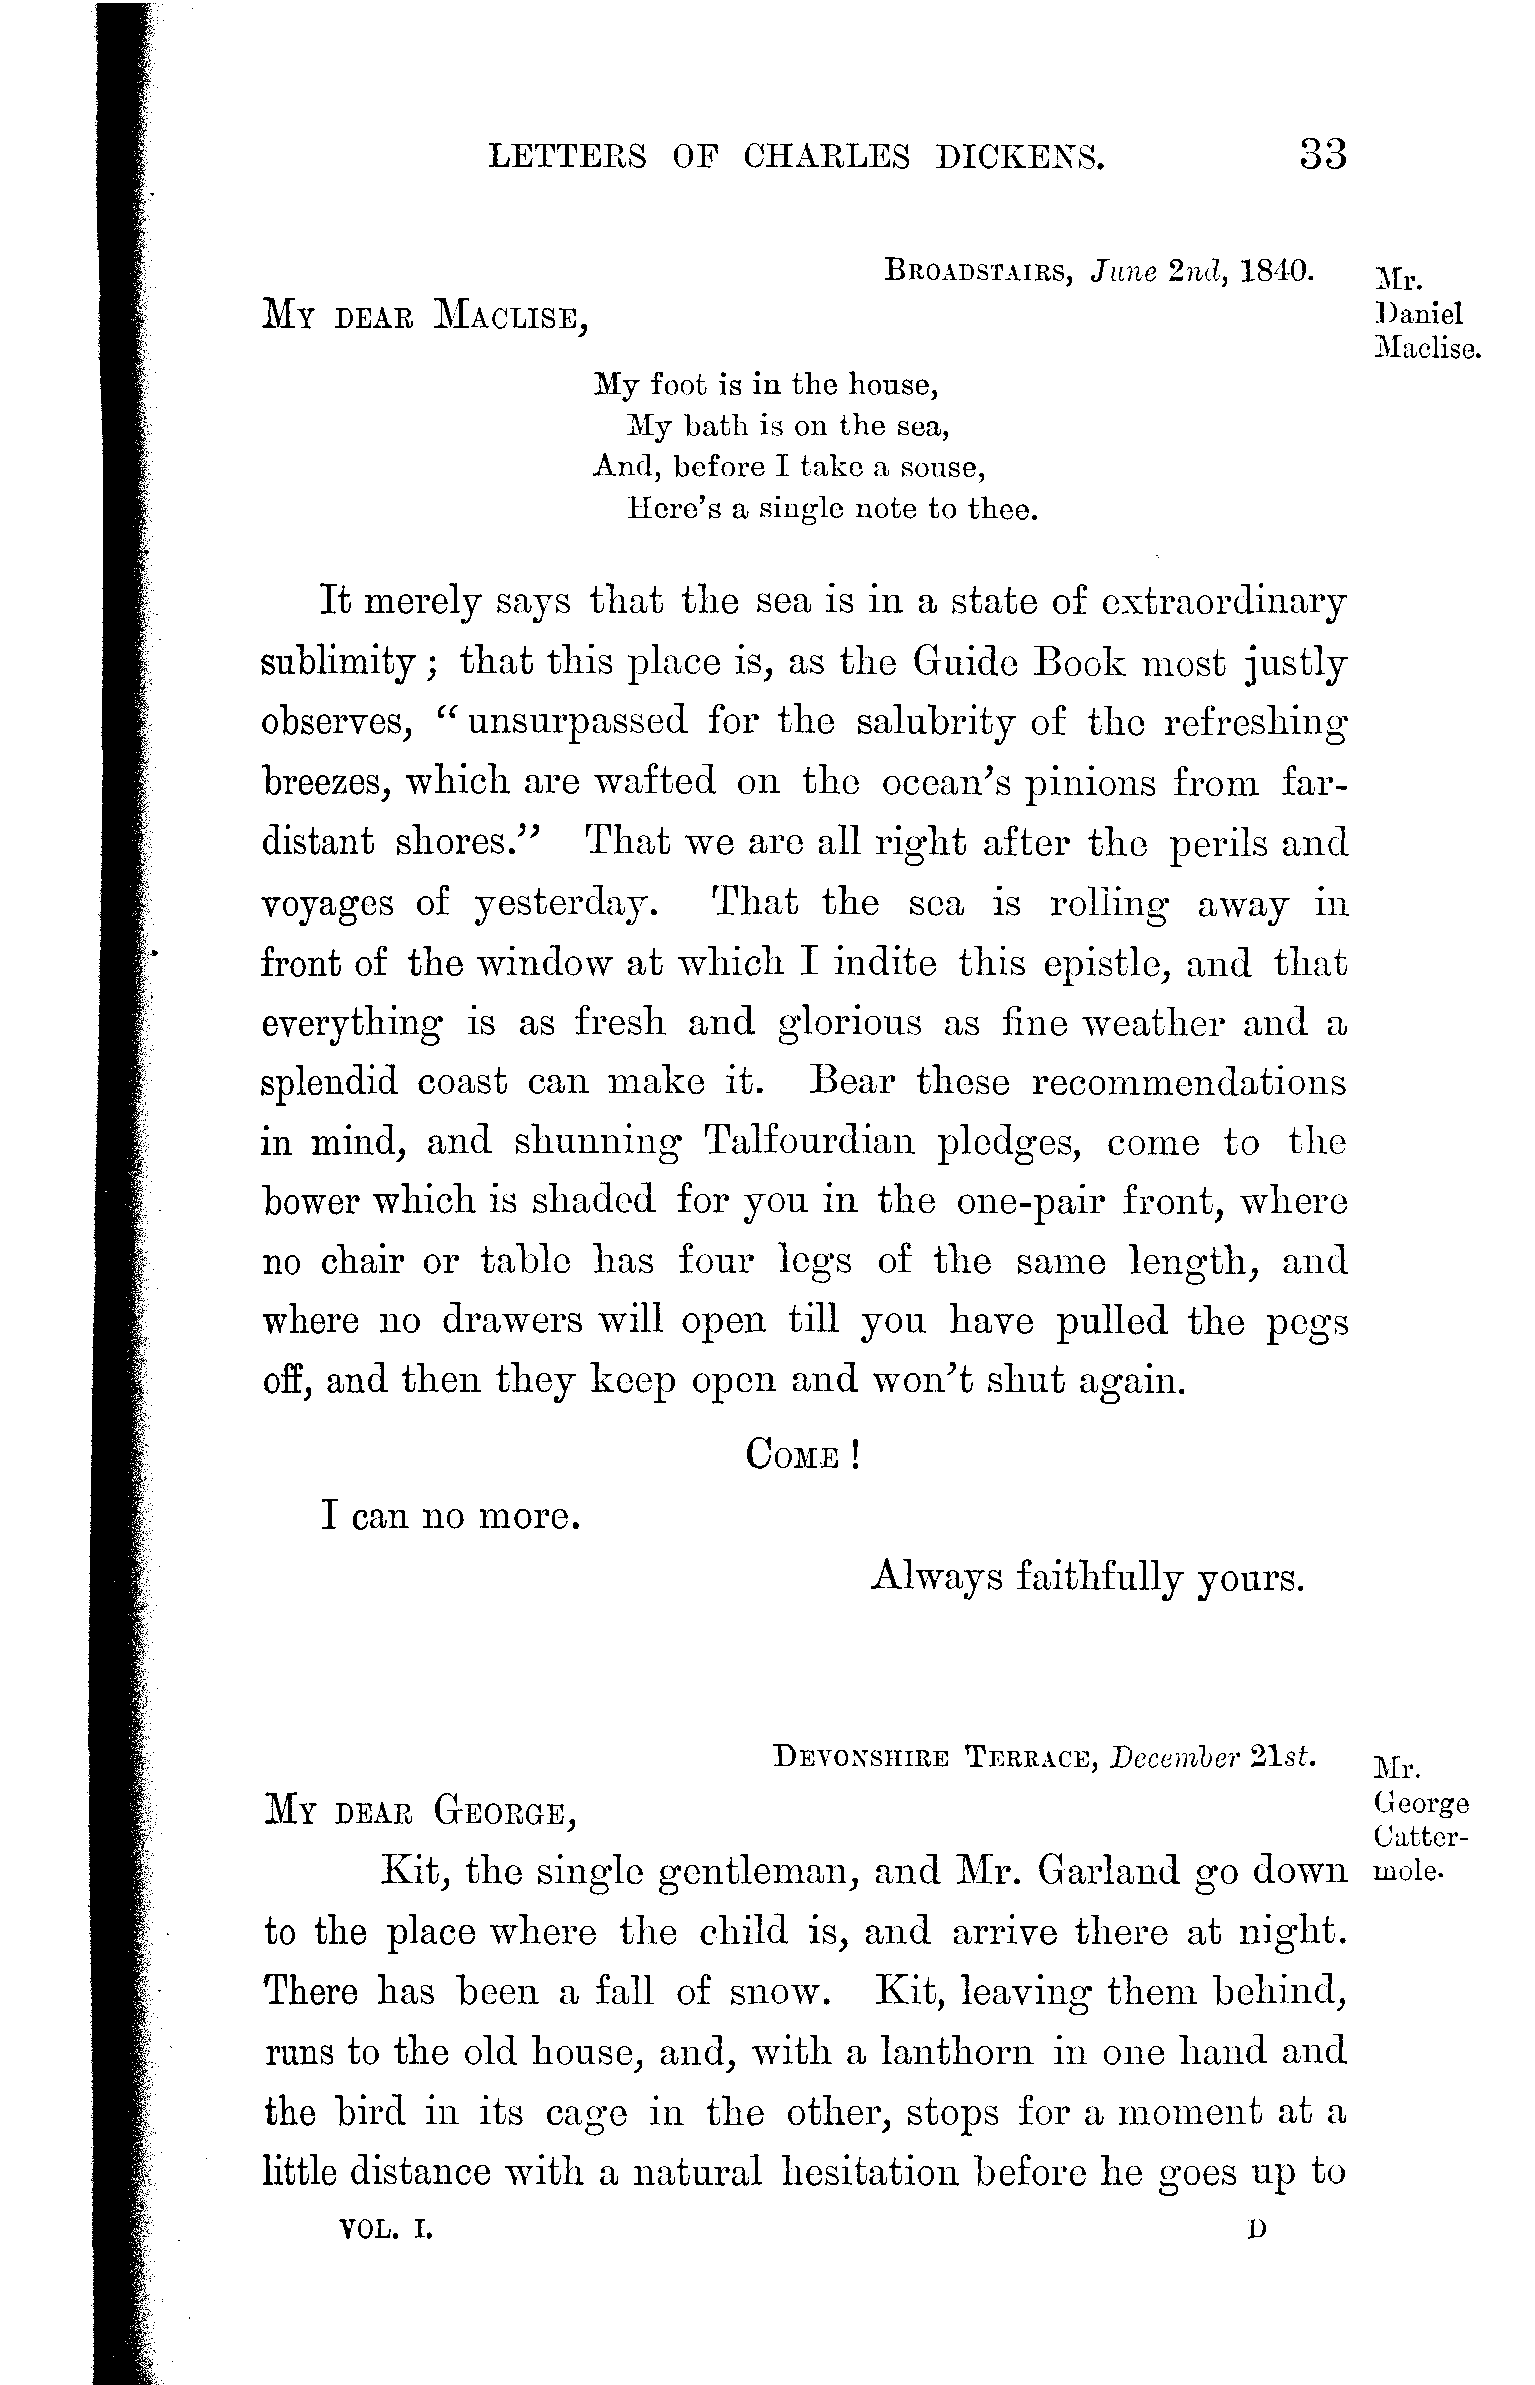 LETTERS OF CHARLES DICKENS. 33
BROADSTAIRS, June 2nd, 1840.
Mr.
Daniel
Maclise.
MY DEAR MACLISE,
My foot is in the house,
My bath is on the sea,
And, before I take a souse,
Here's a single note to thee.
It merely says that the sea is in a state of extraordinary
sublimity; that this place is, as the Guide Book most justly
observes, "unsurpassed for the salubrity of the refreshing
breezes, which are wafted on the ocean's pinions from far-
distant shores." That we are all right after the perils and
voyages of yesterday. That the sea is rolling away in
front of the window at which I indite this epistle, and that
everything is as fresh and glorious as fine weather and a
splendid coast can make it. Bear these recommendations
in mind, and shunning Talfourdian pledges, come to the
bower which is shaded for you in the one-pair front, where
no chair or table has four legs of the same length, and
where no drawers will open till you have pulled the pegs
off, and then they keep open and won't shut again.
COME!
I can no more.
Always faithfully yours.
DEVONSHIRE TERRACE, December 21st.
Mr.
George
Catter-
mole.
MY DEAR GEORGE,
Kit, the single gentleman, and Mr. Garland go down
to the place where the child is, and arrive there at night.
There has been a fall of snow. Kit, leaving them behind,
runs to the old house, and, with a lanthorn in one hand and
the bird in its cage in the other, stops for a moment at a
little distance with a natural hesitation before he goes up to
VOL. I. D